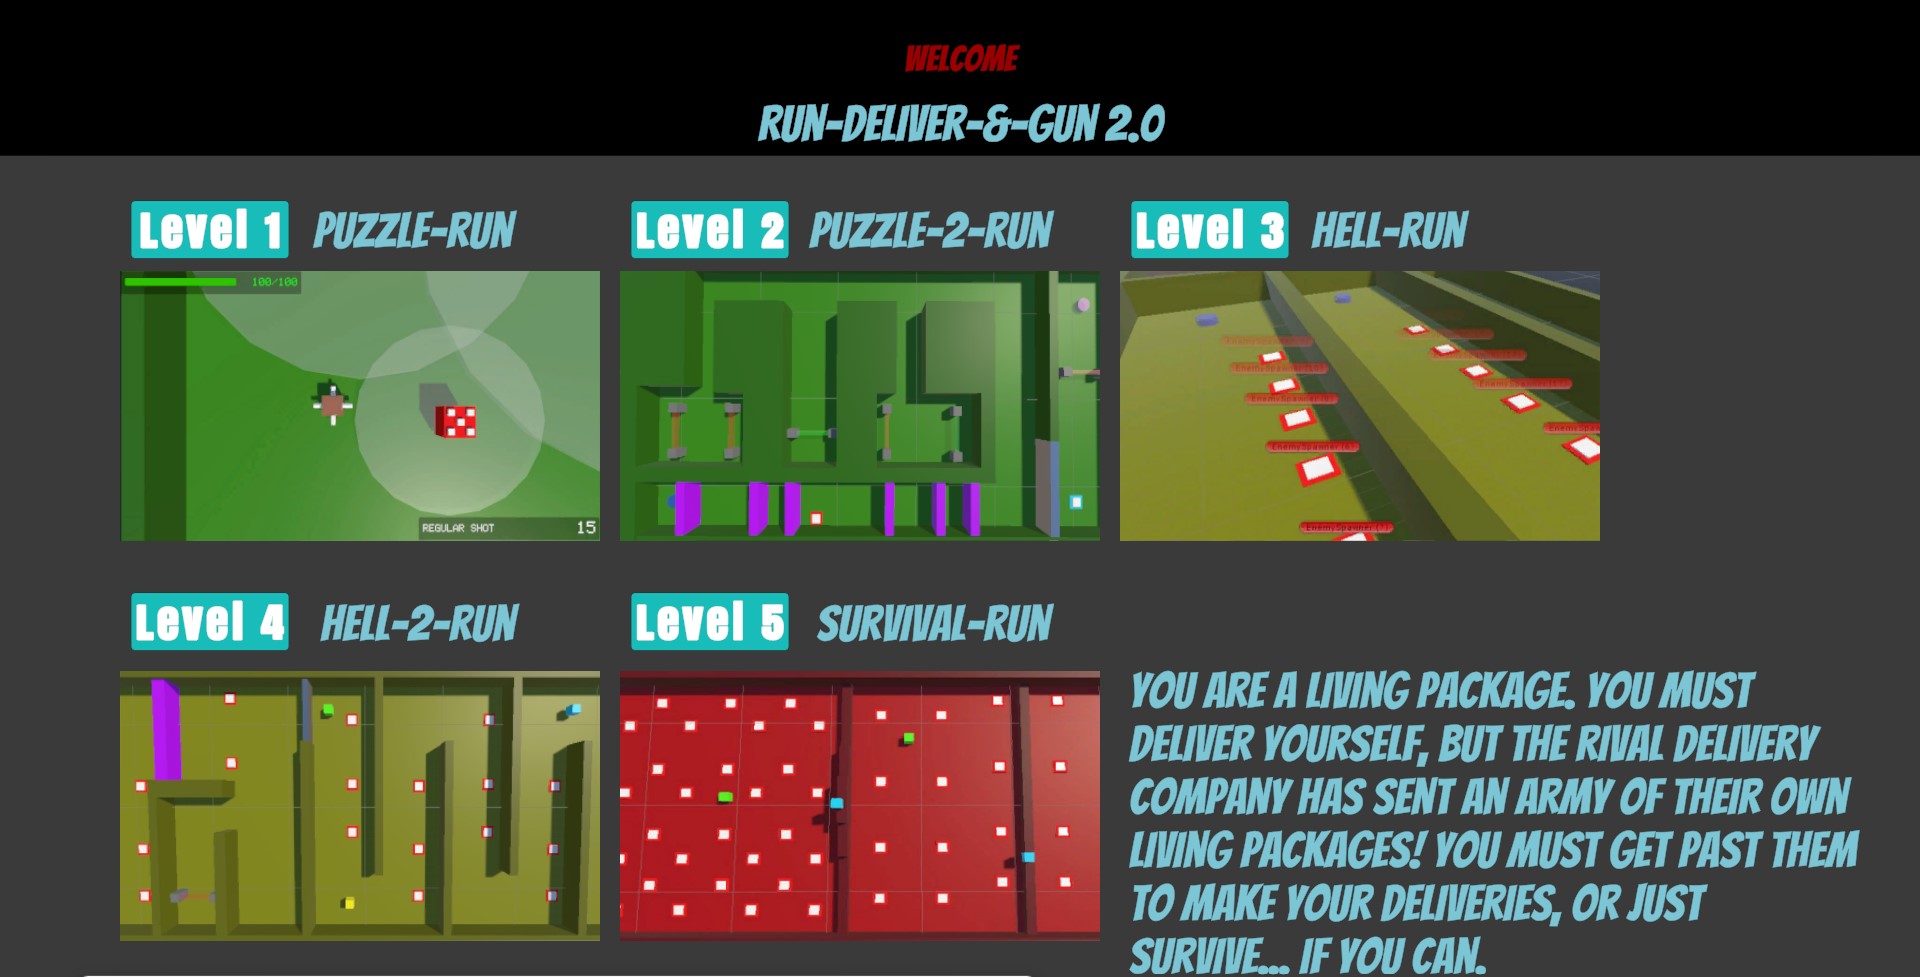 WELCOME
RUN-DELIVER-&-GUN 2.0
Level 1 PUZZLE-RUN
Level 2 PUZZLE-2-RUN
Level 3 HELL-RUN
100/100
REGULAR SHOT 15
Level 4 HELL-2-RUN
Level 5 SURVIVAL-RUN
YOU ARE A LIVING PACKAGE. YOU MUST
DELIVER YOURSELF, BUT THE RIVAL DELIVERY
COMPANY HAS SENT AN ARMY OF THEIR OWN
LIVING PACKAGES! YOU MUST GET PAST THEM
TO MAKE YOUR DELIVERIES, OR JUST
SURVIVE... IF YOU CAN.